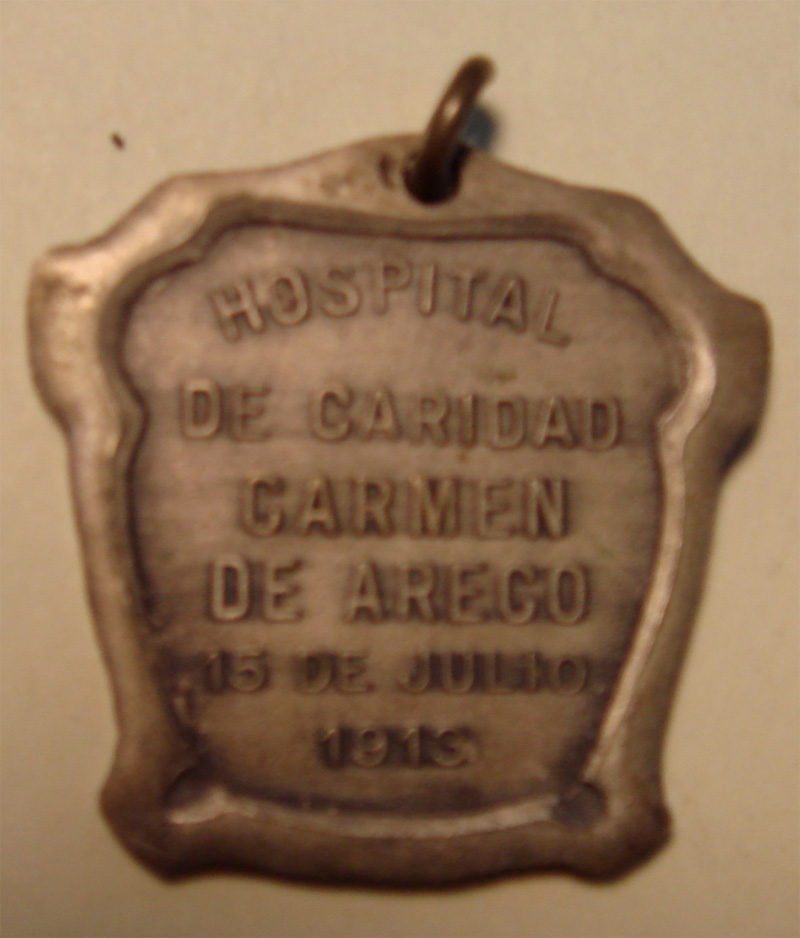 HOSPITAL
DE CARIDAD
CARMEN
DE ARECO
15 DE JULIO.
1913